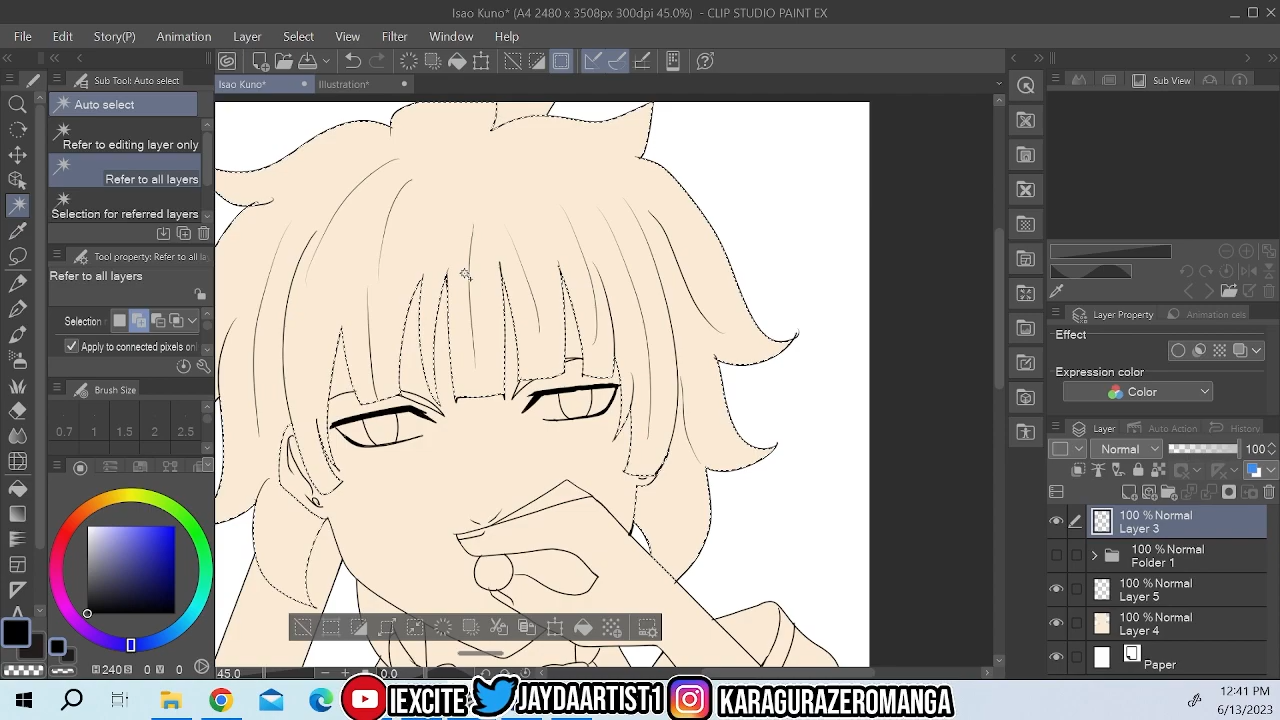 Isao Kuno* (A4 2480 x 3508px 300dpi 45.0%) - CLIP STUDIO PAINT EX
File Edit Story(P) Animation Layer Select View Filter Window Help
Sub Tool: Auto select
Isao Kuno*
Illustration*
Sub View
Auto select
Refer to editing layer only
Refer to all layers
Selection for referred layers
Tool property: Refer to all lay
Refer to all layers
Selection
Apply to connected pixels onl
Brush Size
0.7 1 1.5 2 2.5
Layer Property
Animation cels
Effect
Expression color
Color
Layer
Auto Action
History
Normal
100
100 % Normal
Layer 3
100 % Normal
Folder 1
100 % Normal
Layer 5
100 % Normal
Layer 4
Paper
H 240 S 0 V 0
45.0
0.0
IEXCITE
JAYDAARTIST1
KARAGURAZEROMANGA
12:41 PM
6/13/2023